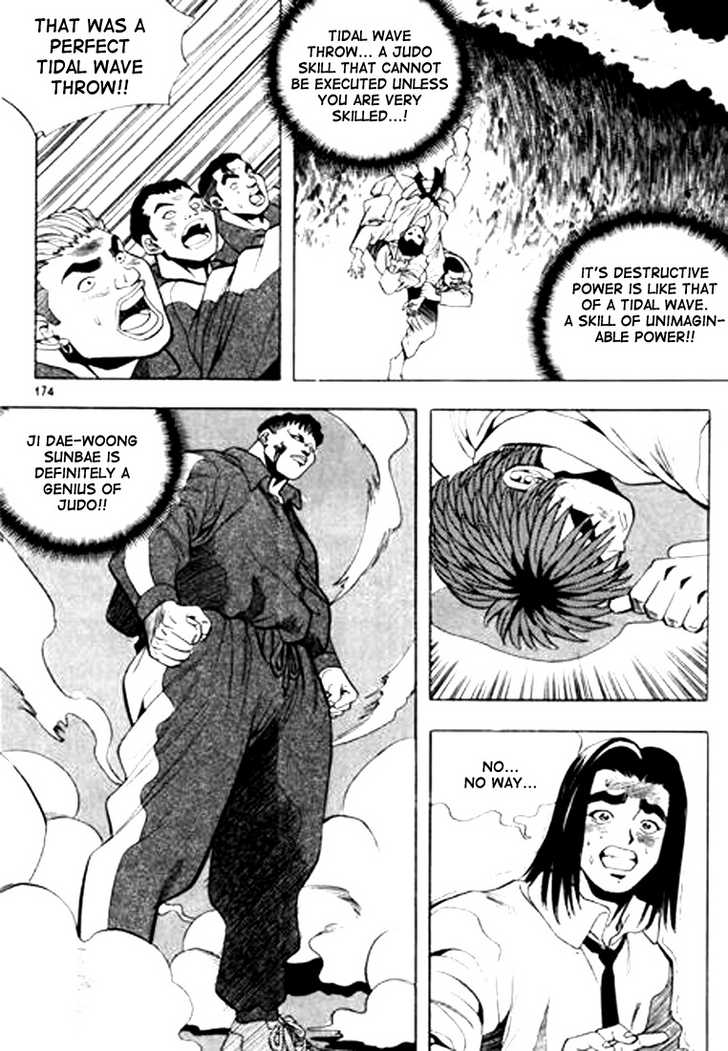 THAT WAS A
PERFECT
TIDAL WAVE
THROW!!
TIDAL WAVE
THROW... A JUDO
SKILL THAT CANNOT
BE EXECUTED UNLESS
YOU ARE VERY
SKILLED...!
IT'S DESTRUCTIVE
POWER IS LIKE THAT
OF A TIDAL WAVE.
A SKILL OF UNIMAGIN-
ABLE POWER!!
174
JI DAE-WOONG
SUNBAE IS
DEFINITELY A
GENIUS OF
JUDO!!
NO...
NO WAY...